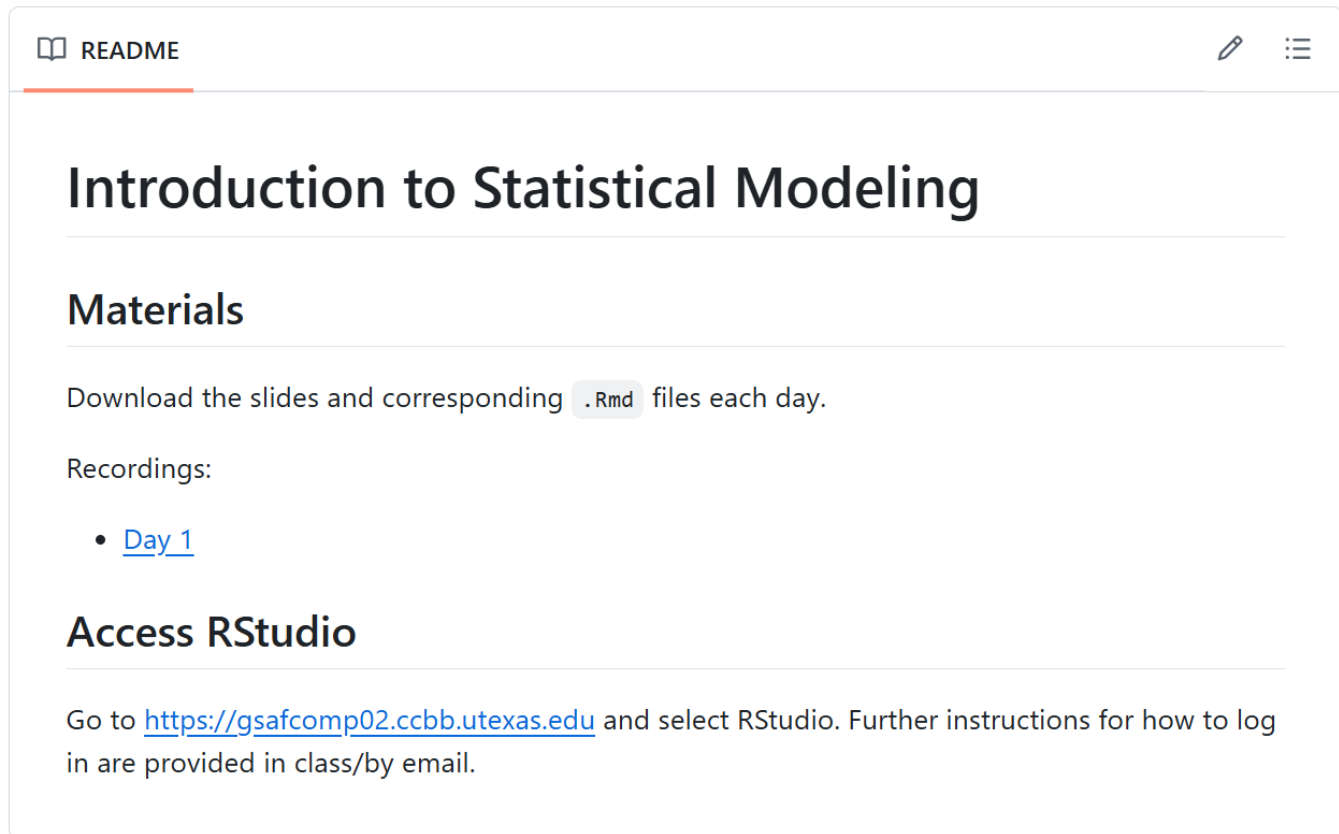 README
Introduction to Statistical Modeling
Materials
Download the slides and corresponding .Rmd files each day.
Recordings:
• Day 1
Access RStudio
Go to https://gsafcomp02.ccbb.utexas.edu and select RStudio. Further instructions for how to log
in are provided in class/by email.